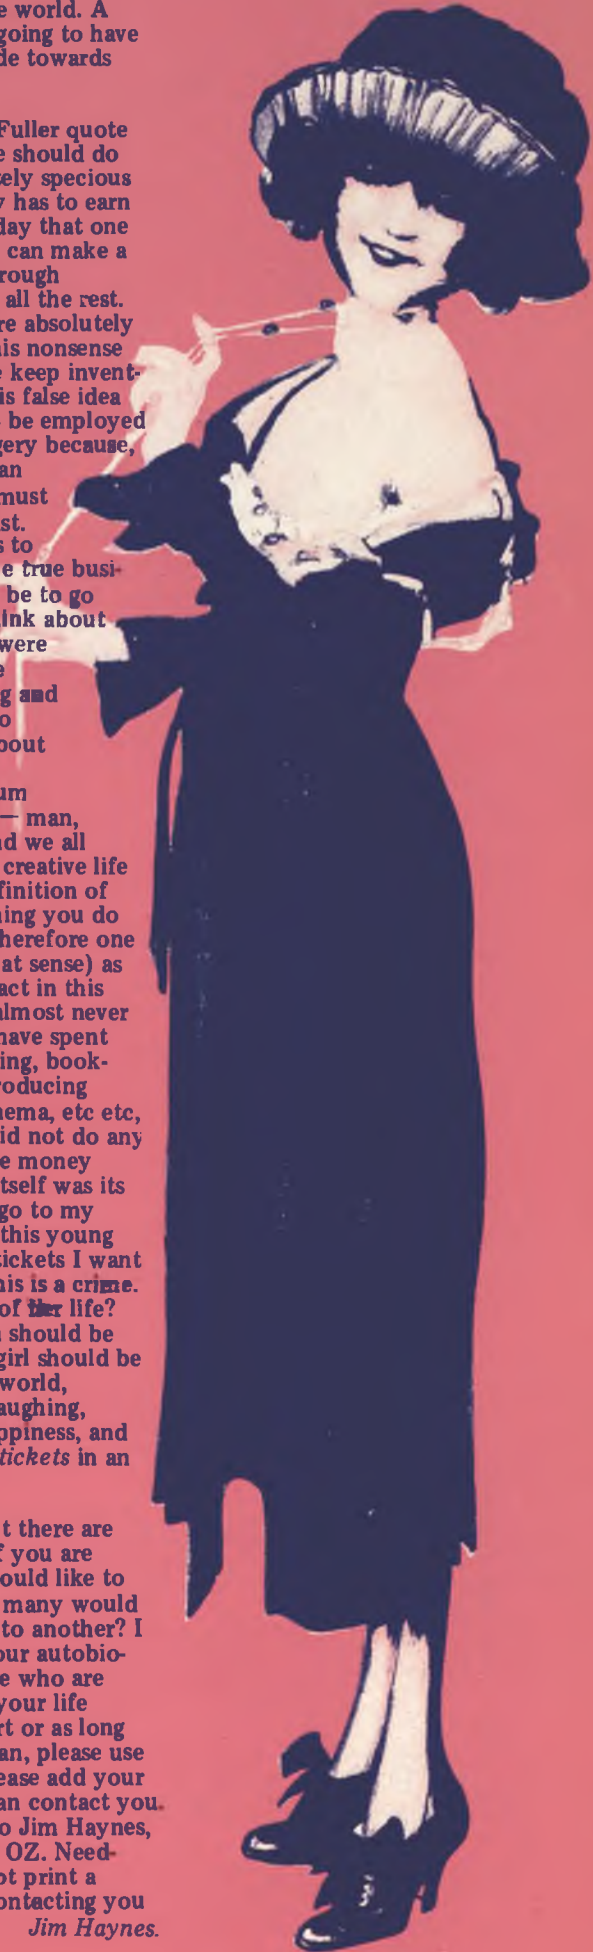 e world. A
going to have
de towards
Fuller quote
e should do
tely specious
y has to earn
day that one
can make a
rough
all the rest.
re absolutely
his nonsense
e keep invent-
is false idea
be employed
gery because,
an
must
st.
s to
e true busi-
be to go
ink about
were
e
g and
o
bout
um
— man,
nd we all
creative life
finition of
hing you do
herefore one
at sense) as
act in this
almost never
have spent
ing, book-
roducing
nema, etc etc,
id not do any
e money
tself was its
go to my
this young
tickets I want
his is a crime.
of her life?
n should be
girl should be
world,
aughing,
ppiness, and
tickets in an
t there are
f you are
ould like to
many would
to another? I
our autobio-
e who are
your life
rt or as long
an, please use
ease add your
an contact you.
o Jim Haynes,
OZ. Need-
ot print a
ontacting you
Jim Haynes.